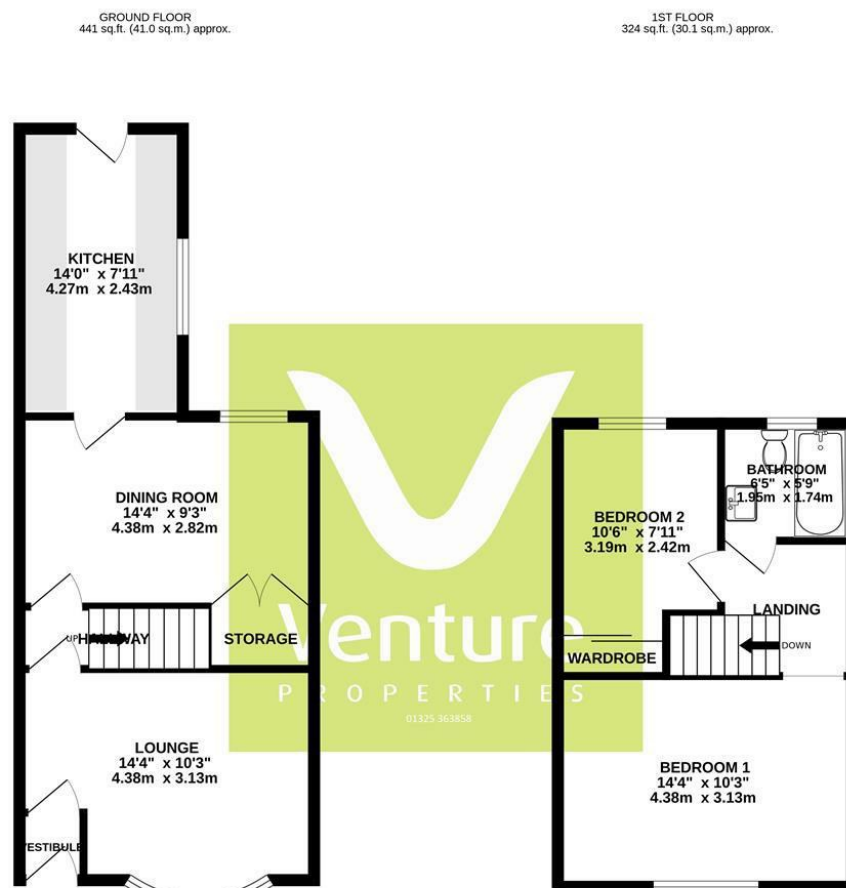 GROUND FLOOR
441 sq.ft. (41.0 sq.m.) approx.
1ST FLOOR
324 sq.ft. (30.1 sq.m.) approx.
KITCHEN
14'0" x 7'11"
4.27m x 2.43m
DINING ROOM
14'4" x 9'3"
4.38m x 2.82m
UP
HALLWAY
STORAGE
LOUNGE
14'4" x 10'3"
4.38m x 3.13m
VESTIBULE
BEDROOM 2
10'6" x 7'11"
3.19m x 2.42m
BATHROOM
6'5" x 5'9"
1.95m x 1.74m
LANDING
DOWN
WARDROBE
BEDROOM 1
14'4" x 10'3"
4.38m x 3.13m
Venture
PROPERTIES
01325 363858